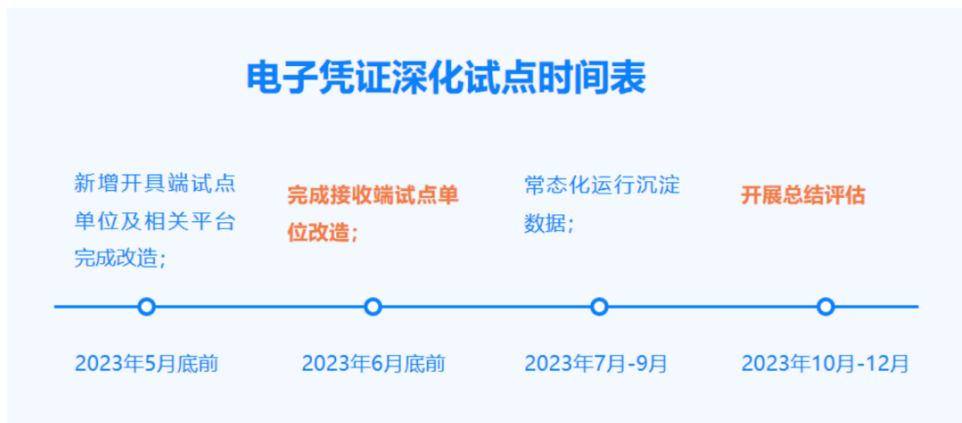 电子凭证深化试点时间表
新增开具端试点
单位及相关平台
完成改造；
完成接收端试点单
位改造；
常态化运行沉淀
数据；
开展总结评估
2023年5月底前
2023年6月底前
2023年7月-9月
2023年10月-12月